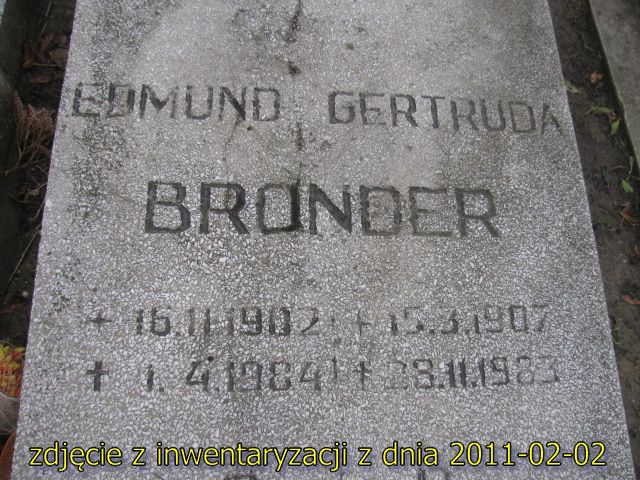 EDMUND GERTRUDA
BRONDER
+ 16.11.1902 + 15.3.1907
✝ 1.4.1984 + 28.11.1983
zdjęcie z inwentaryzacji z dnia 2011-02-02